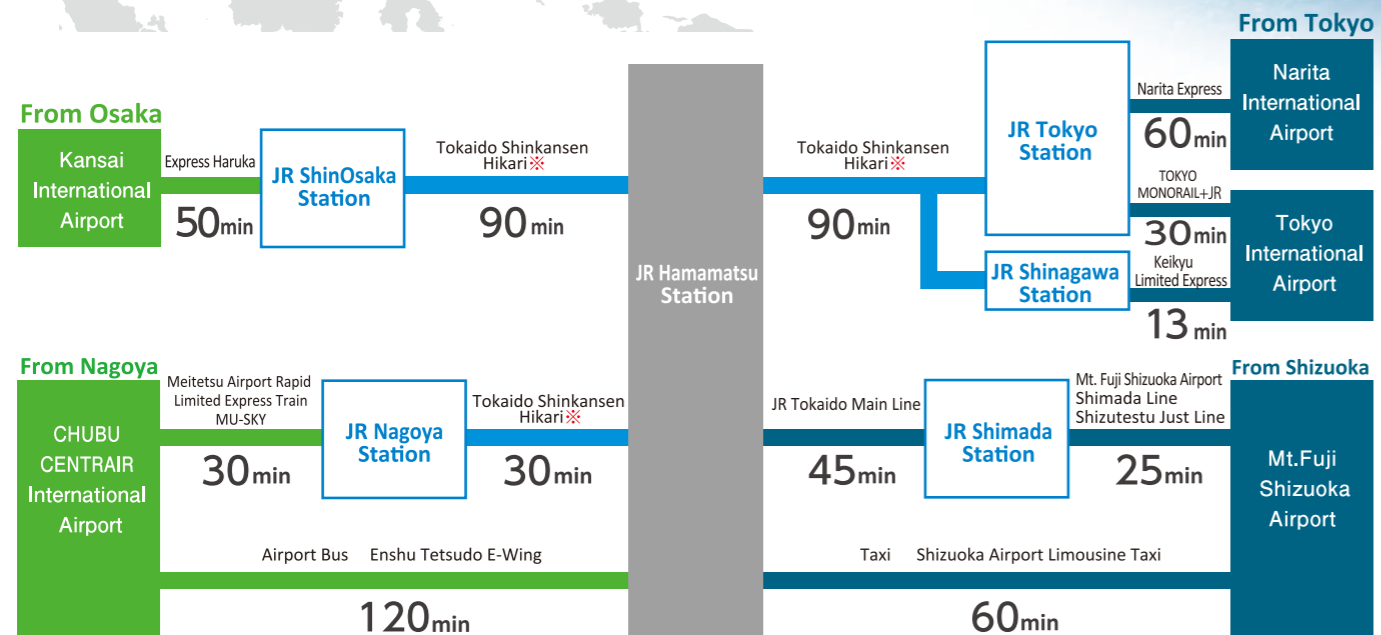 From Osaka
Kansai
International
Airport
Express Haruka
50min
JR ShinOsaka
Station
Tokaido Shinkansen
Hikari※
90min
From Nagoya
CHUBU
CENTRAIR
International
Airport
Meitetsu Airport Rapid
Limited Express Train
MU-SKY
30min
JR Nagoya
Station
Tokaido Shinkansen
Hikari※
30min
Airport Bus Enshu Tetsudo E-Wing
120min
JR Hamamatsu
Station
Tokaido Shinkansen
Hikari※
90min
JR Tokyo
Station
JR Shinagawa
Station
Narita Express
60min
TOKYO
MONORAIL+JR
30min
Keikyu
Limited Express
13min
From Tokyo
Narita
International
Airport
Tokyo
International
Airport
JR Tokaido Main Line
45min
JR Shimada
Station
Mt. Fuji Shizuoka Airport
Shimada Line
Shizutestu Just Line
25min
From Shizuoka
Mt.Fuji
Shizuoka
Airport
Taxi Shizuoka Airport Limousine Taxi
60min